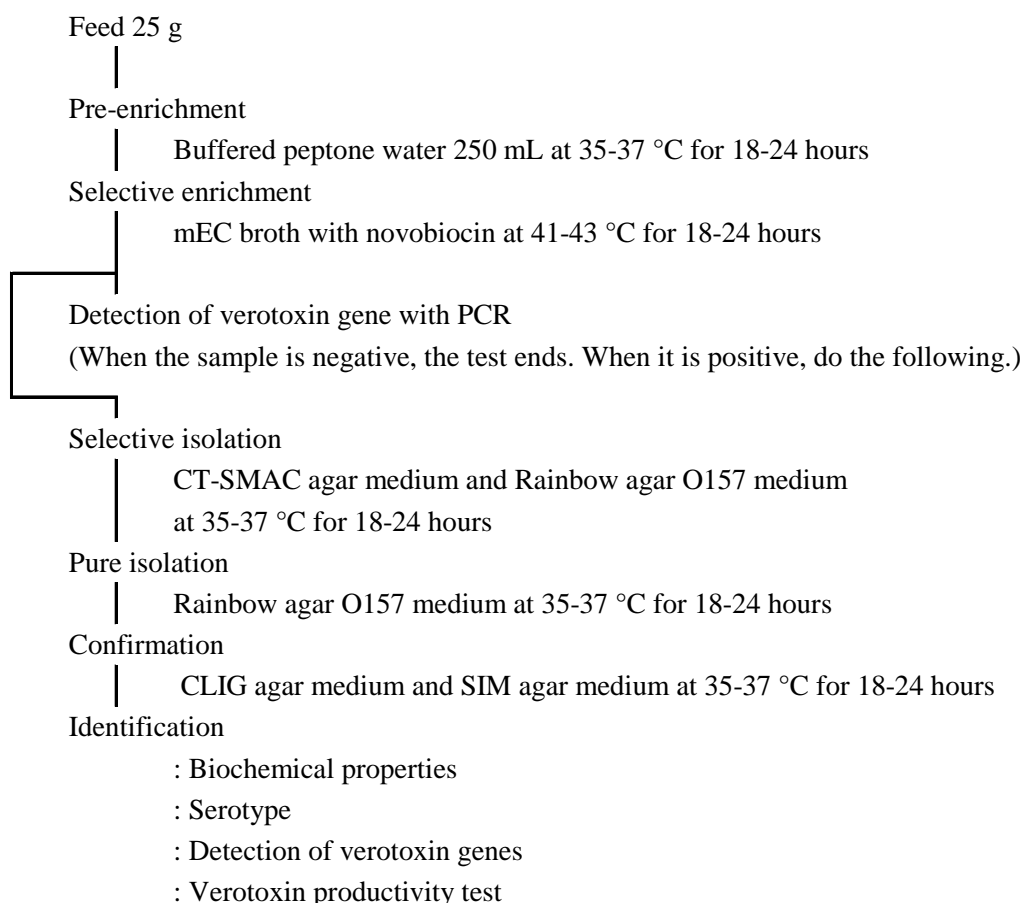 Feed 25 g
Pre-enrichment
Buffered peptone water 250 mL at 35-37 °C for 18-24 hours
Selective enrichment
mEC broth with novobiocin at 41-43 °C for 18-24 hours
Detection of verotoxin gene with PCR
(When the sample is negative, the test ends. When it is positive, do the following.)
Selective isolation
CT-SMAC agar medium and Rainbow agar O157 medium
at 35-37 °C for 18-24 hours
Pure isolation
Rainbow agar O157 medium at 35-37 °C for 18-24 hours
Confirmation
CLIG agar medium and SIM agar medium at 35-37 °C for 18-24 hours
Identification
: Biochemical properties
: Serotype
: Detection of verotoxin genes
: Verotoxin productivity test